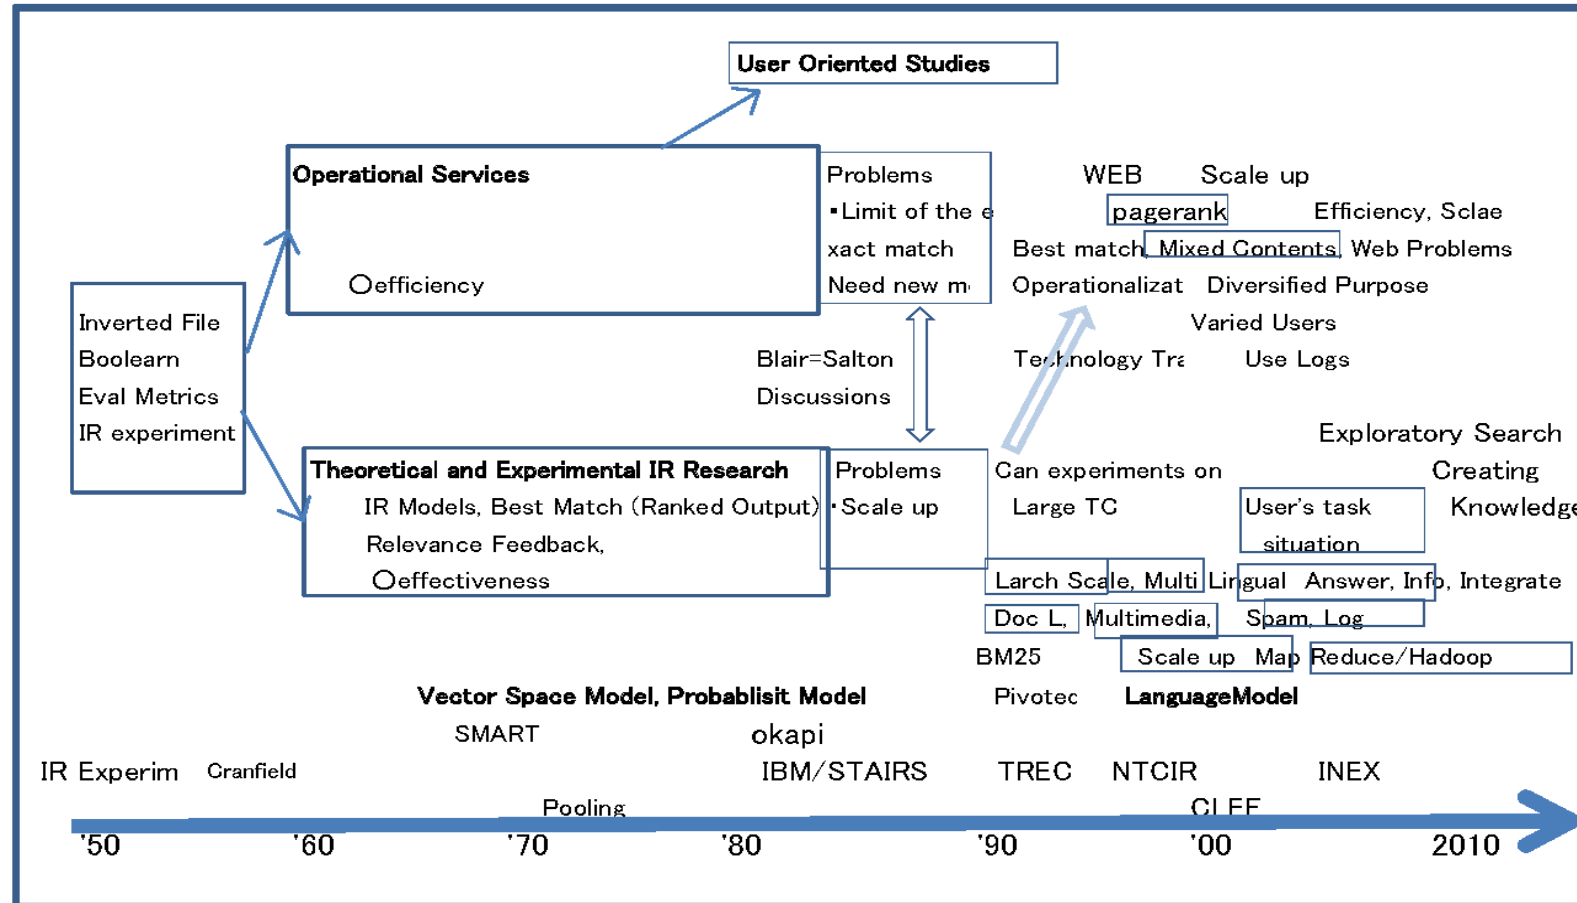 User Oriented Studies
Operational Services
○efficiency
Problems
・Limit of the e
xact match
Need new m
WEB Scale up
pagerank Efficiency, Sclae
Best match, Mixed Contents, Web Problems
Operationalizat Diversified Purpose
Varied Users
Technology Tra Use Logs
Inverted File
Boolearn
Eval Metrics
IR experiment
Blair=Salton
Discussions
Theoretical and Experimental IR Research
IR Models, Best Match (Ranked Output)
Relevance Feedback,
○effectiveness
Problems
・Scale up
Exploratory Search
Can experiments on Creating
Large TC User's task Knowledge
situation
Larch Scale, Multi Lingual Answer, Info, Integrate
Doc L, Multimedia, Spam, Log
BM25 Scale up Map Reduce/Hadoop
Vector Space Model, Probablisit Model Pivoted LanguageModel
SMART okapi
IR Experim Cranfield IBM/STAIRS TREC NTCIR INEX
Pooling CLEF
'50 '60 '70 '80 '90 '00 2010